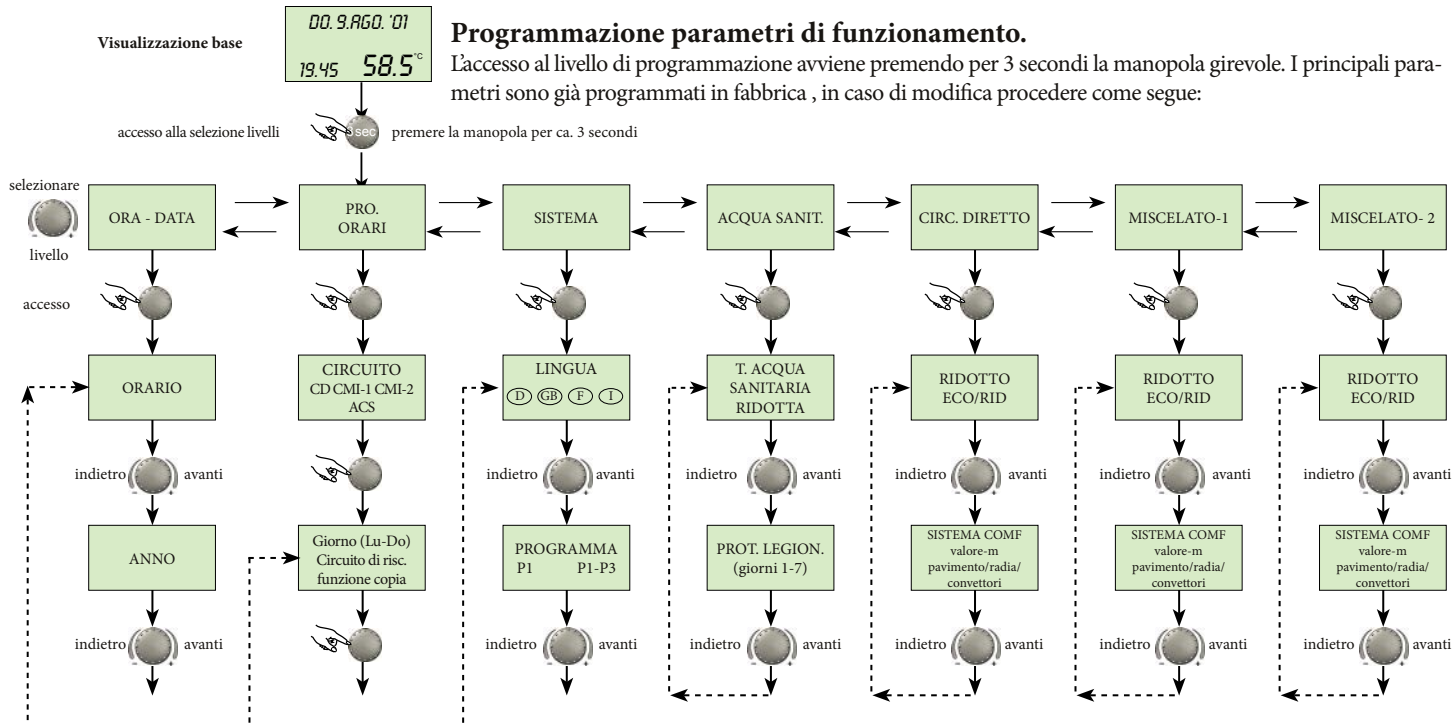 Visualizzazione base
DO. 9.AGO. '01
19.45 58.5 °C
Programmazione parametri di funzionamento.
L'accesso al livello di programmazione avviene premendo per 3 secondi la manopola girevole. I principali para-
metri sono già programmati in fabbrica , in caso di modifica procedere come segue:
accesso alla selezione livelli
3 sec
premere la manopola per ca. 3 secondi
selezionare
livello
ORA - DATA
PRO.
ORARI
SISTEMA
ACQUA SANIT.
CIRC. DIRETTO
MISCELATO-1
MISCELATO- 2
accesso
ORARIO
CIRCUITO
CD CMI-1 CMI-2
ACS
LINGUA
D GB F I
T. ACQUA
SANITARIA
RIDOTTA
RIDOTTO
ECO/RID
RIDOTTO
ECO/RID
RIDOTTO
ECO/RID
indietro - + avanti
indietro - + avanti
indietro - + avanti
indietro - + avanti
indietro - + avanti
indietro - + avanti
ANNO
Giorno (Lu-Do)
Circuito di risc.
funzione copia
PROGRAMMA
P1 P1-P3
PROT. LEGION.
(giorni 1-7)
SISTEMA COMF
valore-m
pavimento/radia/
convettori
SISTEMA COMF
valore-m
pavimento/radia/
convettori
SISTEMA COMF
valore-m
pavimento/radia/
convettori
indietro - + avanti
indietro - + avanti
indietro - + avanti
indietro - + avanti
indietro - + avanti
indietro - + avanti